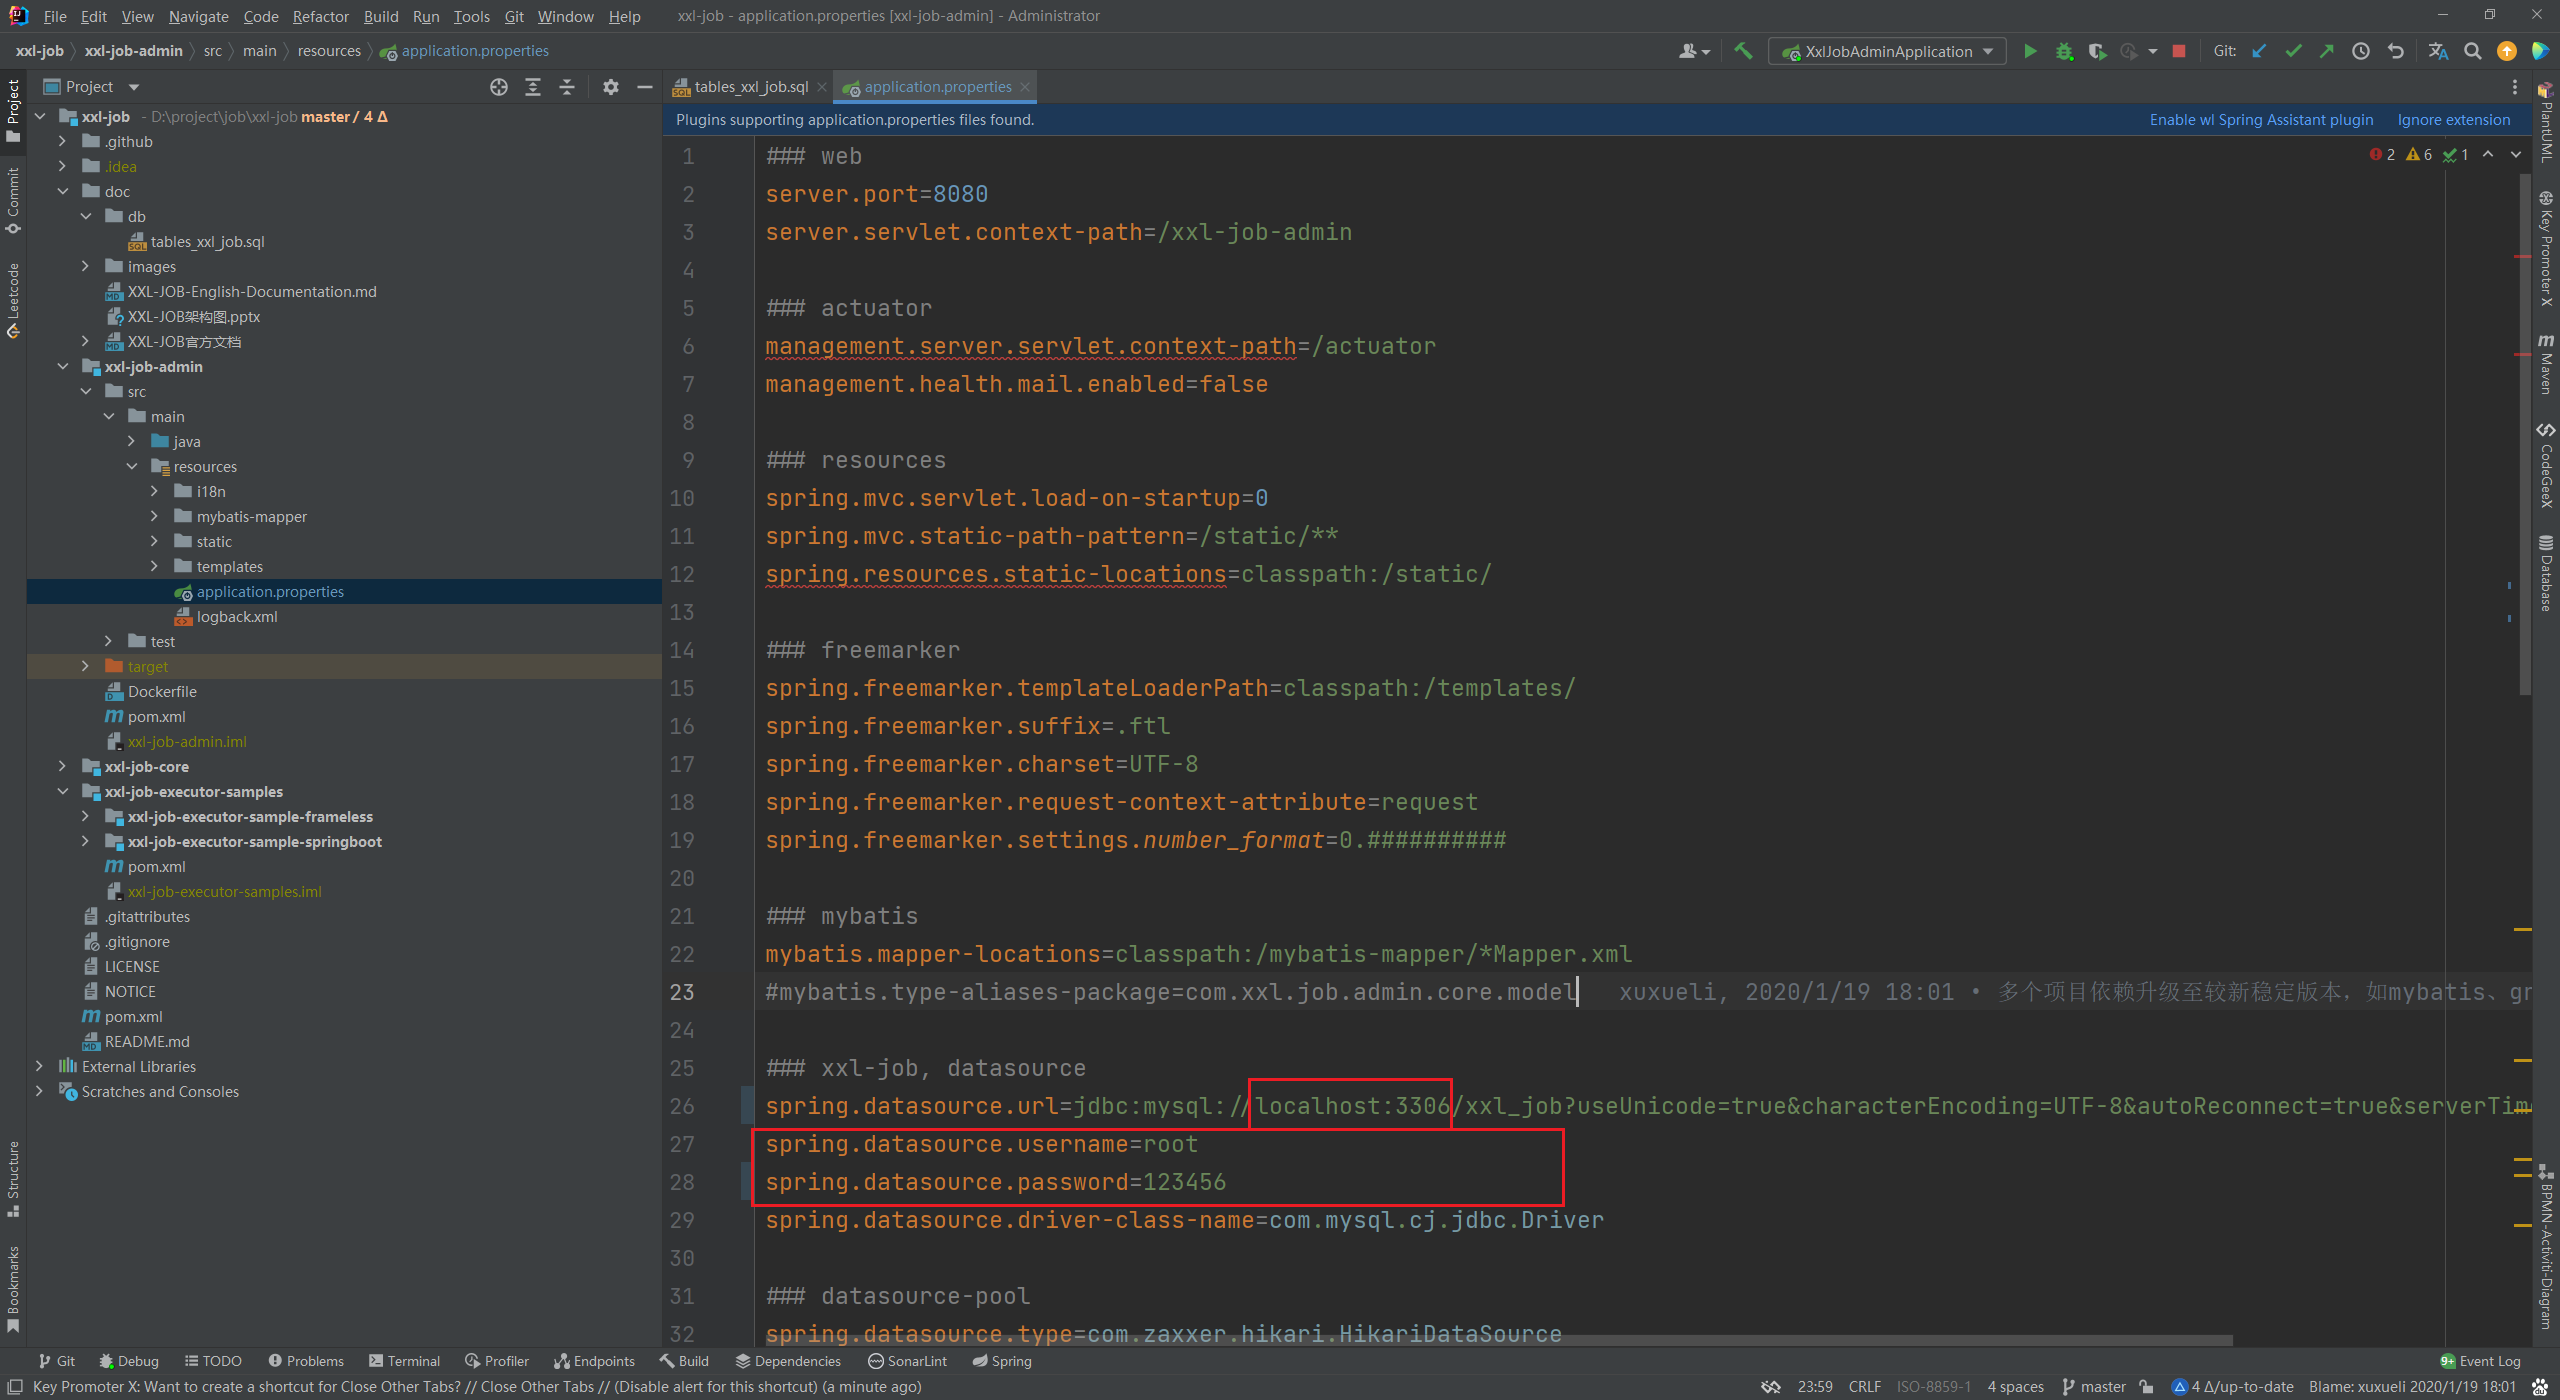 File Edit View Navigate Code Refactor Build Run Tools Git Window Help xxl-job - application.properties [xxl-job-admin] - Administrator
xxl-job xxl-job-admin src main resources application.properties XxlJobAdminApplication Git:
Project
tables_xxl_job.sql application.properties
Plugins supporting application.properties files found. Enable wl Spring Assistant plugin Ignore extension
2 6 1
xxl-job - D:\project\job\xxl-job master / 4 Δ
.github
.idea
doc
db
tables_xxl_job.sql
images
XXL-JOB-English-Documentation.md
XXL-JOB架构图.pptx
XXL-JOB官方文档
xxl-job-admin
src
main
java
resources
i18n
mybatis-mapper
static
templates
application.properties
logback.xml
test
target
Dockerfile
pom.xml
xxl-job-admin.iml
xxl-job-core
xxl-job-executor-samples
xxl-job-executor-sample-frameless
xxl-job-executor-sample-springboot
pom.xml
xxl-job-executor-samples.iml
.gitattributes
.gitignore
LICENSE
NOTICE
pom.xml
README.md
External Libraries
Scratches and Consoles
1 ### web
2 server.port=8080
3 server.servlet.context-path=/xxl-job-admin
4
5 ### actuator
6 management.server.servlet.context-path=/actuator
7 management.health.mail.enabled=false
8
9 ### resources
10 spring.mvc.servlet.load-on-startup=0
11 spring.mvc.static-path-pattern=/static/**
12 spring.resources.static-locations=classpath:/static/
13
14 ### freemarker
15 spring.freemarker.templateLoaderPath=classpath:/templates/
16 spring.freemarker.suffix=.ftl
17 spring.freemarker.charset=UTF-8
18 spring.freemarker.request-context-attribute=request
19 spring.freemarker.settings.number_format=0.##########
20
21 ### mybatis
22 mybatis.mapper-locations=classpath:/mybatis-mapper/*Mapper.xml
23 #mybatis.type-aliases-package=com.xxl.job.admin.core.model xuxueli, 2020/1/19 18:01 • 多个项目依赖升级至较新稳定版本，如mybatis、gr
24
25 ### xxl-job, datasource
26 spring.datasource.url=jdbc:mysql://localhost:3306/xxl_job?useUnicode=true&characterEncoding=UTF-8&autoReconnect=true&serverTim
27 spring.datasource.username=root
28 spring.datasource.password=123456
29 spring.datasource.driver-class-name=com.mysql.cj.jdbc.Driver
30
31 ### datasource-pool
32 spring.datasource.type=com.zaxxer.hikari.HikariDataSource
Project
Commit
Leetcode
Structure
Bookmarks
PlantUML
Key Promoter X
Maven
CodeGeeX
Database
BPMN-Activiti-Diagram
Git Debug TODO Problems Terminal Profiler Endpoints Build Dependencies SonarLint Spring 9+ Event Log
Key Promoter X: Want to create a shortcut for Close Other Tabs? // Close Other Tabs // (Disable alert for this shortcut) (a minute ago) 23:59 CRLF ISO-8859-1 4 spaces master 4 Δ/up-to-date Blame: xuxueli 2020/1/19 18:01